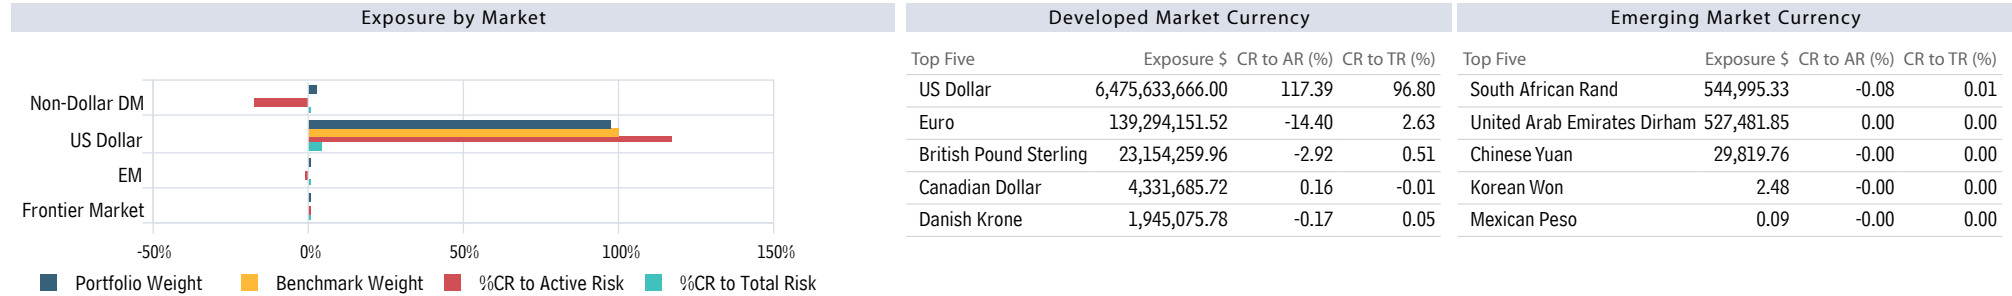 Exposure by Market
Non-Dollar DM
US Dollar
EM
Frontier Market
-50% 0% 50% 100% 150%
Portfolio Weight Benchmark Weight %CR to Active Risk %CR to Total Risk
Developed Market Currency
Top Five Exposure $ CR to AR (%) CR to TR (%)
US Dollar 6,475,633,666.00 117.39 96.80
Euro 139,294,151.52 -14.40 2.63
British Pound Sterling 23,154,259.96 -2.92 0.51
Canadian Dollar 4,331,685.72 0.16 -0.01
Danish Krone 1,945,075.78 -0.17 0.05
Emerging Market Currency
Top Five Exposure $ CR to AR (%) CR to TR (%)
South African Rand 544,995.33 -0.08 0.01
United Arab Emirates Dirham 527,481.85 0.00 0.00
Chinese Yuan 29,819.76 -0.00 0.00
Korean Won 2.48 -0.00 0.00
Mexican Peso 0.09 -0.00 0.00